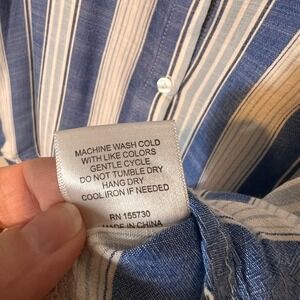 MACHINE WASH COLD
WITH LIKE COLORS
GENTLE CYCLE
DO NOT TUMBLE DRY
HANG DRY
COOL IRON IF NEEDED
RN 155730
MADE IN CHINA